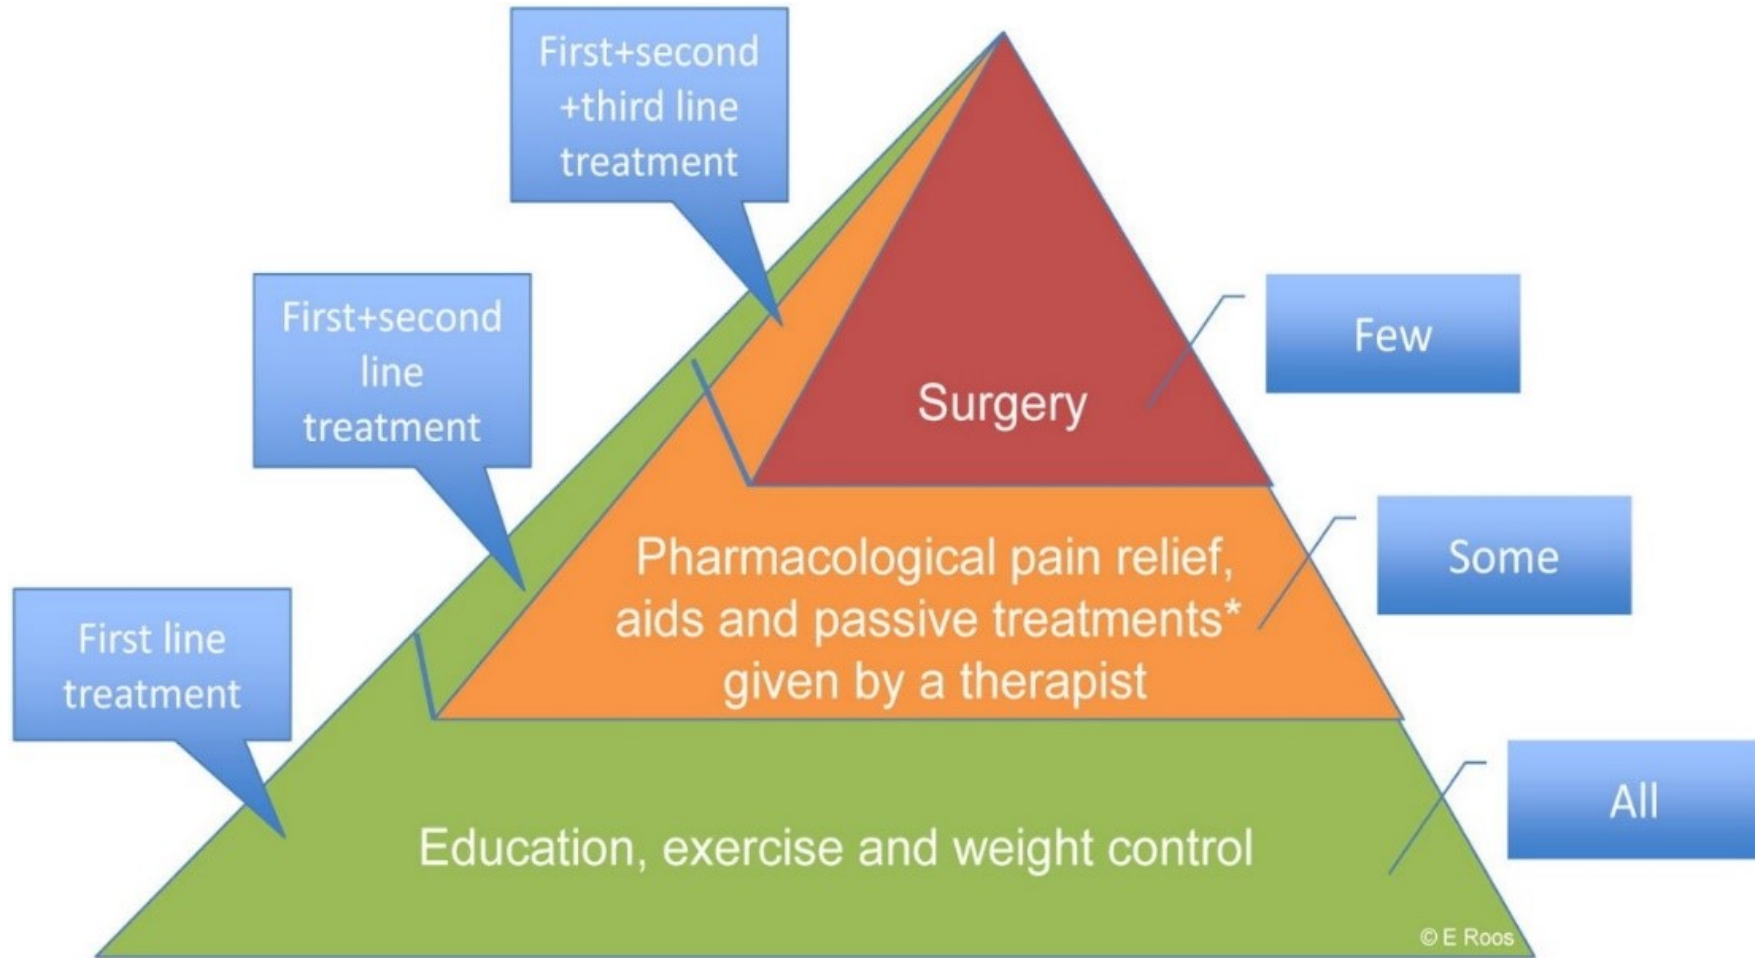 First+second
+third line
treatment
First+second
line
treatment
First line
treatment
Surgery
Pharmacological pain relief,
aids and passive treatments*
given by a therapist
Education, exercise and weight control
Few
Some
All
© E Roos